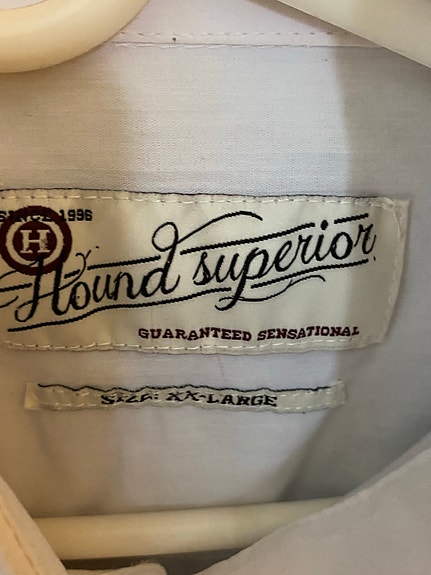 SINCE 1996
H
Hound superior
GUARANTEED SENSATIONAL
SIZE: XX-LARGE